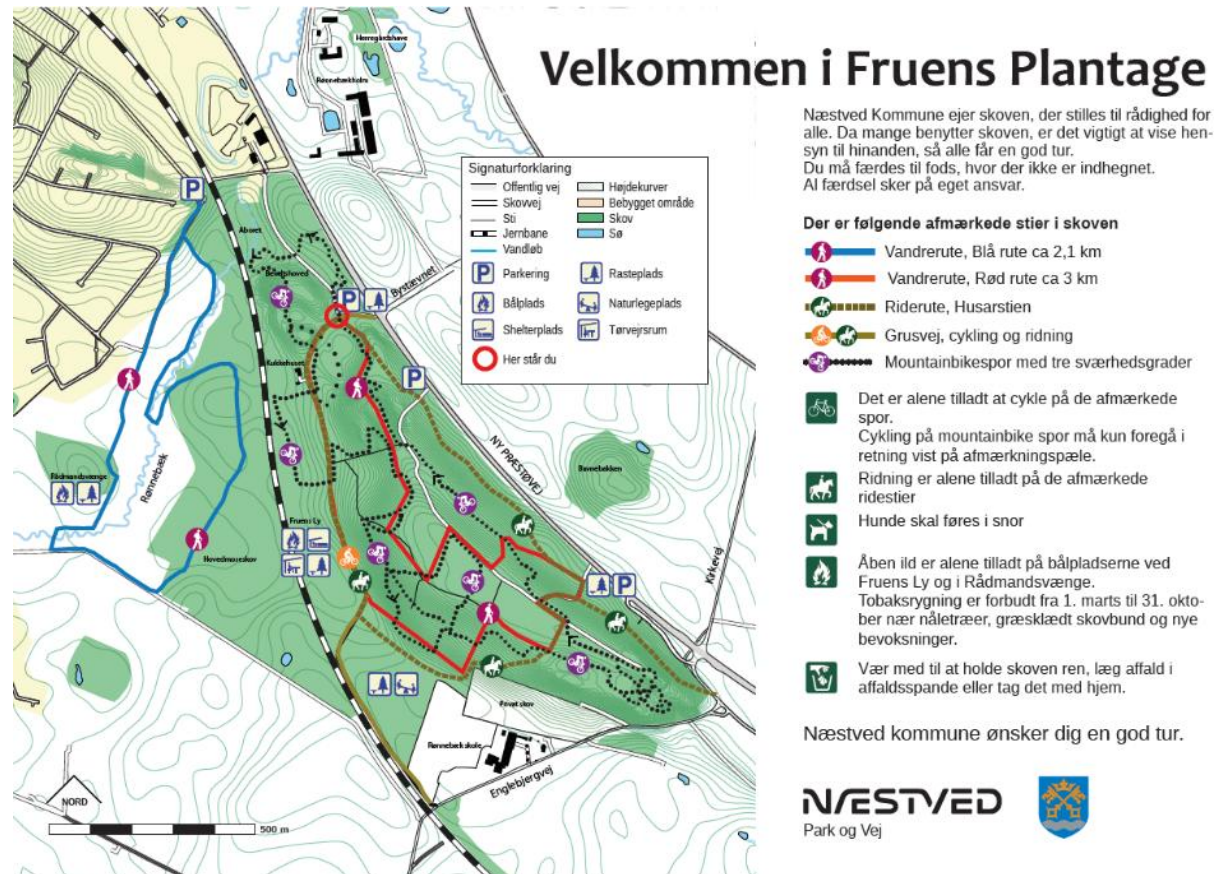 Velkommen i Fruens Plantage
Næstved Kommune ejer skoven, der stilles til rådighed for
alle. Da mange benytter skoven, er det vigtigt at vise hen-
syn til hinanden, så alle får en god tur.
Du må færdes til fods, hvor der ikke er indhegnet.
Al færdsel sker på eget ansvar.
Der er følgende afmærkede stier i skoven
Vandrerute, Blå rute ca 2,1 km
Vandrerute, Rød rute ca 3 km
Riderute, Husarstien
Grusvej, cykling og ridning
Mountainbikespor med tre sværhedsgrader
Det er alene tilladt at cykle på de afmærkede
spor.
Cykling på mountainbike spor må kun foregå i
retning vist på afmærkningspæle.
Ridning er alene tilladt på de afmærkede
ridestier
Hunde skal føres i snor
Åben ild er alene tilladt på bålpladserne ved
Fruens Ly og i Rådmandsvænge.
Tobaksrygning er forbudt fra 1. marts til 31. okto-
ber nær nåletræer, græsklædt skovbund og nye
bevoksninger.
Vær med til at holde skoven ren, læg affald i
affaldsspande eller tag det med hjem.
Næstved kommune ønsker dig en god tur.
NÆSTVED
Park og Vej
Signaturforklaring
Offentlig vej
Skovvej
Sti
Jernbane
Vandløb
Højdekurver
Bebygget område
Skov
Sø
P Parkering
Rasteplads
Bålplads
Naturlegeplads
Shelterplads
Tørvejrsrum
Her står du
Herregårdshave
Rønnebækholm
P
Åbyret
Bystævnet
P
Kukkehuset
P
NY PRÆSTØVEJ
Bavnebakken
Rådmandsvænge
Rønnebæk
Fruens Ly
Hovedmoseskov
Kirkevej
P
Privat skov
Rønnebæk skole
Englebjergvej
NORD
500 m